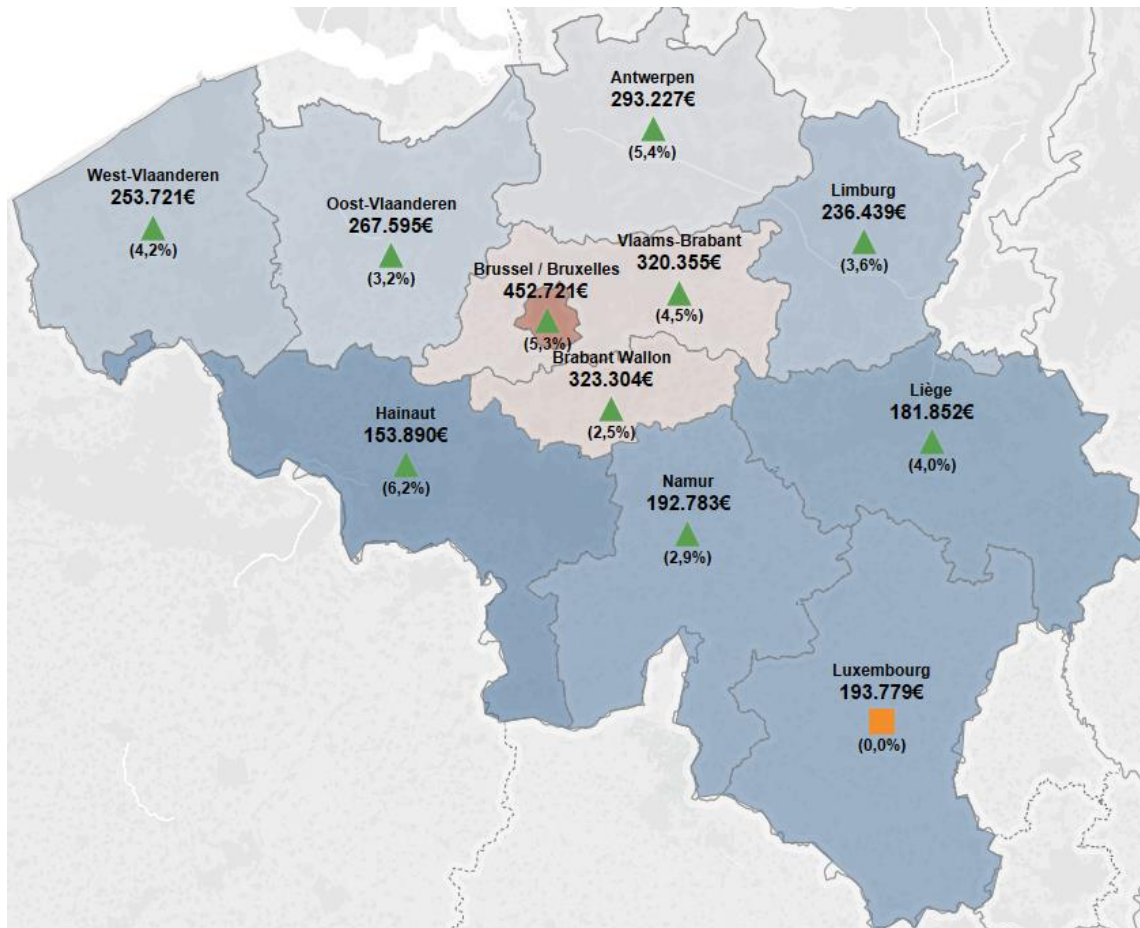 Antwerpen
293.227€
(5,4%)
West-Vlaanderen
253.721€
(4,2%)
Oost-Vlaanderen
267.595€
(3,2%)
Limburg
236.439€
(3,6%)
Vlaams-Brabant
320.355€
(4,5%)
Brussel / Bruxelles
452.721€
(5,3%)
Brabant Wallon
323.304€
(2,5%)
Hainaut
153.890€
(6,2%)
Liège
181.852€
(4,0%)
Namur
192.783€
(2,9%)
Luxembourg
193.779€
(0,0%)